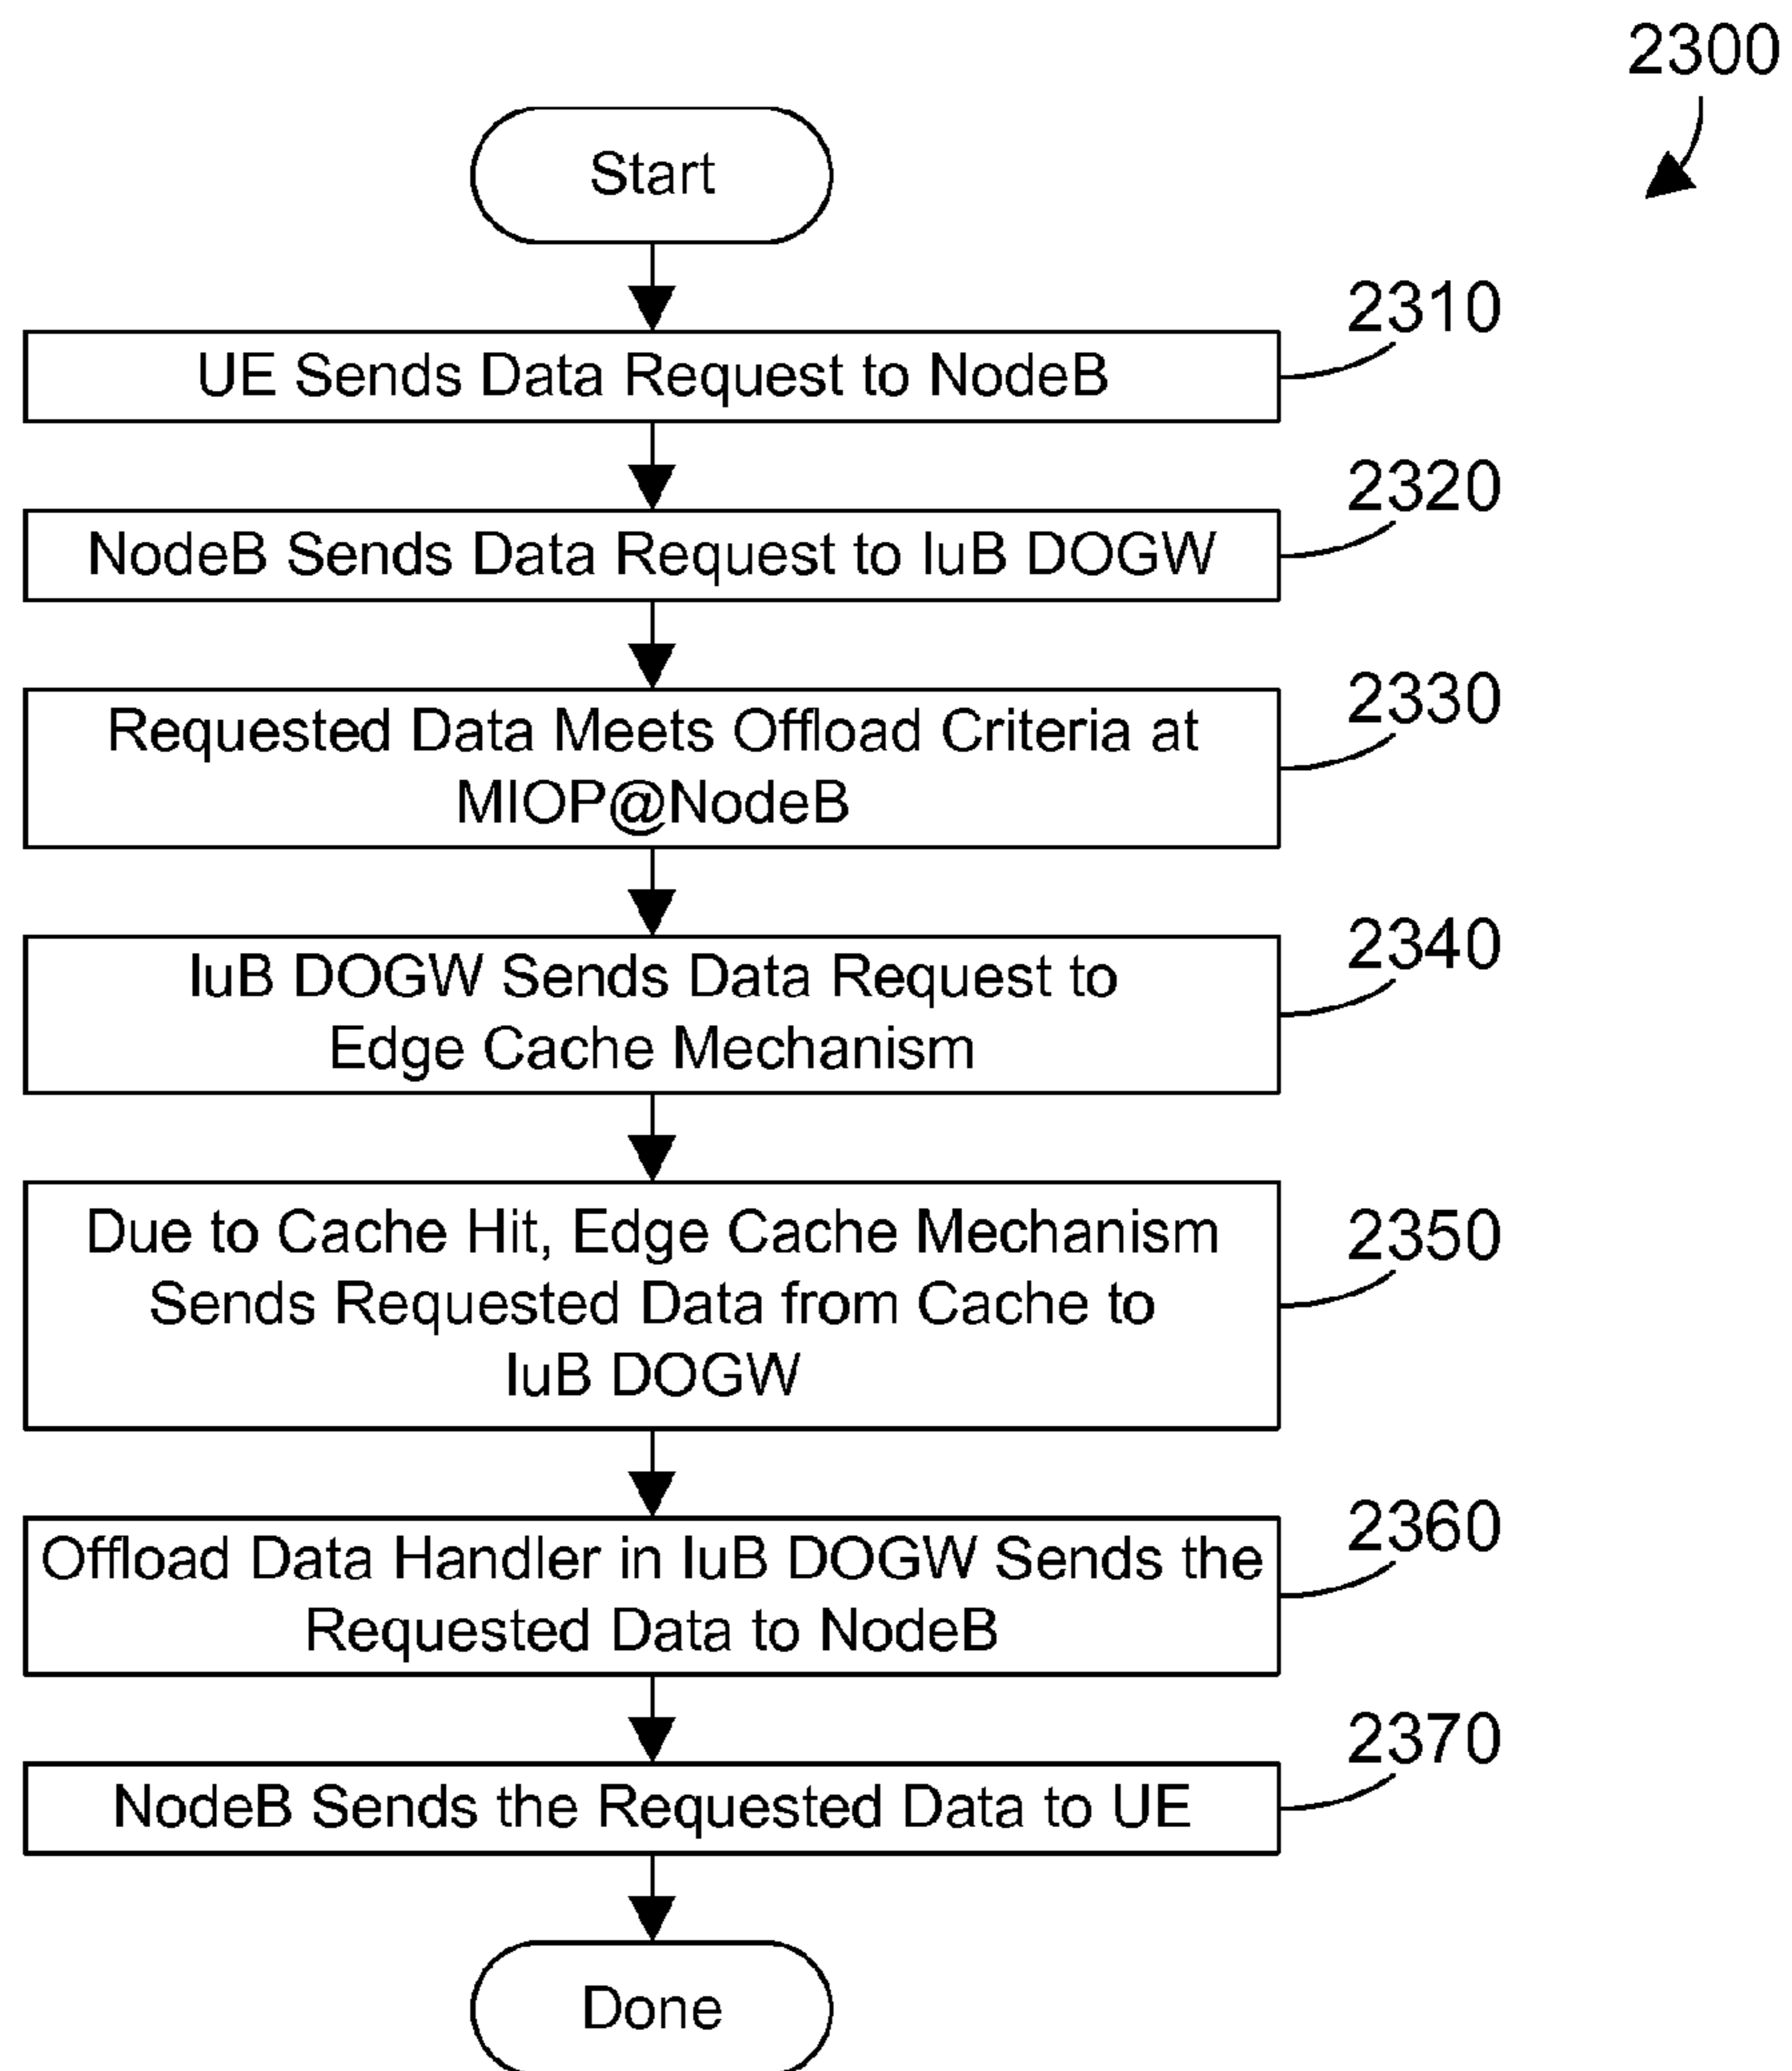 2300
Start
2310
UE Sends Data Request to NodeB
2320
NodeB Sends Data Request to IuB DOGW
2330
Requested Data Meets Offload Criteria at
MIOP@NodeB
2340
IuB DOGW Sends Data Request to
Edge Cache Mechanism
2350
Due to Cache Hit, Edge Cache Mechanism
Sends Requested Data from Cache to
IuB DOGW
2360
Offload Data Handler in IuB DOGW Sends the
Requested Data to NodeB
2370
NodeB Sends the Requested Data to UE
Done